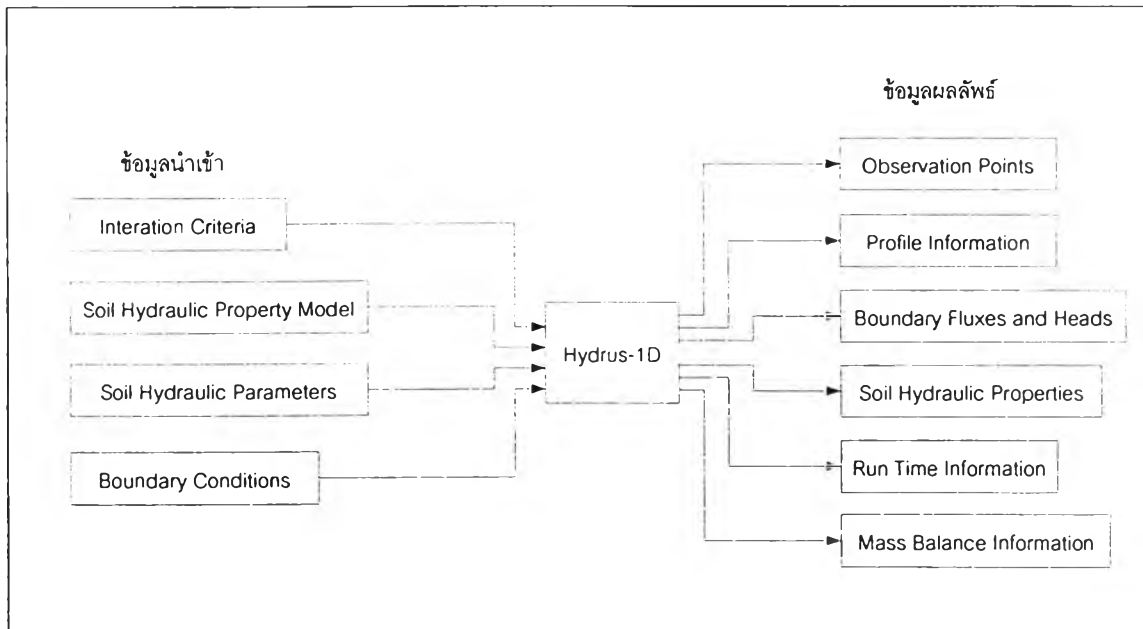 ข้อมูลนำเข้า
Interation Criteria
Soil Hydraulic Property Model
Soil Hydraulic Parameters
Boundary Conditions
Hydrus-1D
ข้อมูลผลลัพธ์
Observation Points
Profile Information
Boundary Fluxes and Heads
Soil Hydraulic Properties
Run Time Information
Mass Balance Information